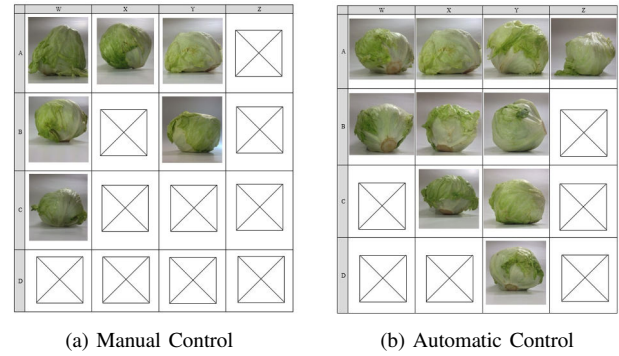 W X Y Z
A
B
C
D
(a) Manual Control
W X Y Z
A
B
C
D
(b) Automatic Control